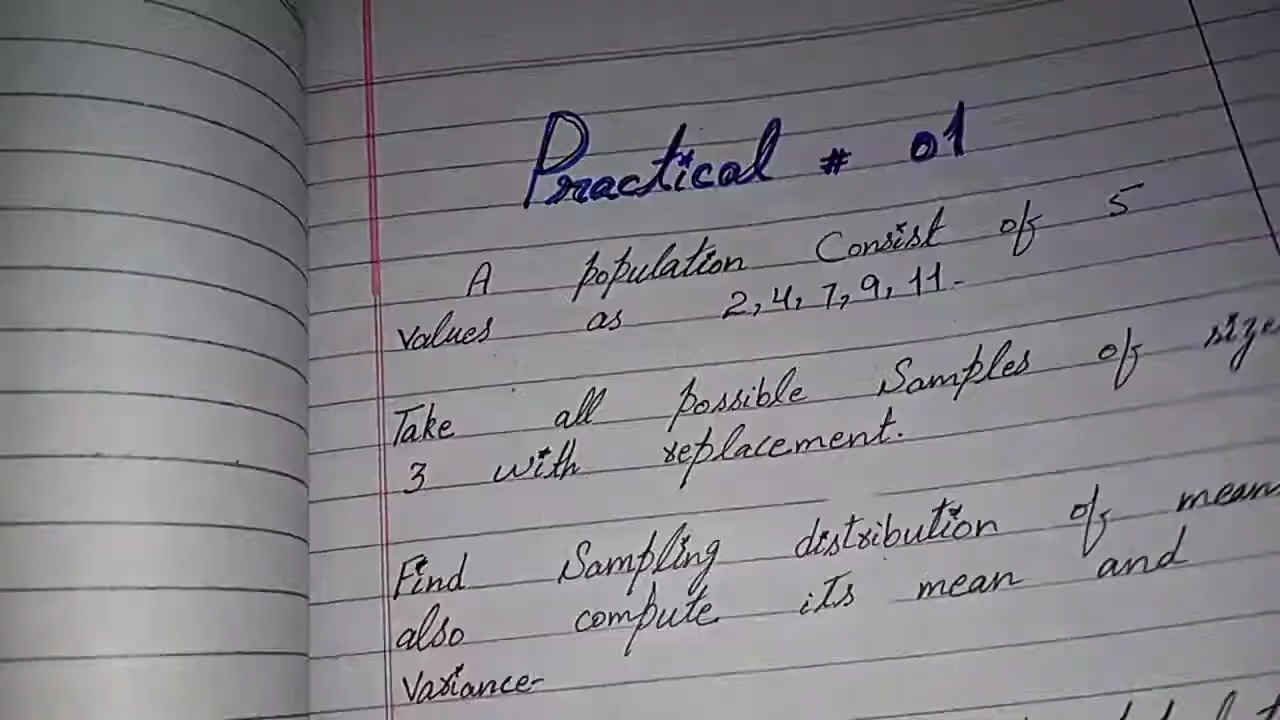 Practical # 01
A population Consist of 5
values as 2, 4, 7, 9, 11.
Take all possible Samples of size
3 with replacement.
Find Sampling distribution of mean
also compute its mean and
Variance-